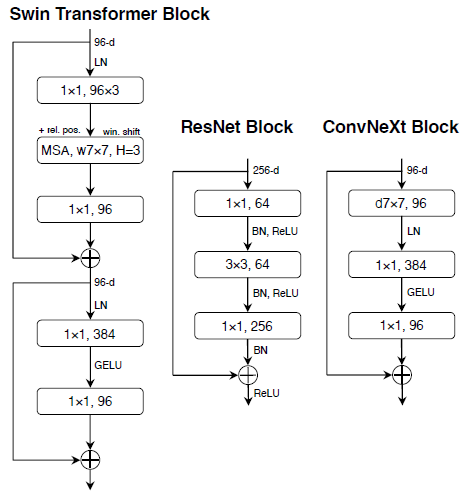 Swin Transformer Block
96-d
LN
1×1, 96×3
+ rel. pos.
win. shift
MSA, w7×7, H=3
1×1, 96
96-d
LN
1×1, 384
GELU
1×1, 96
ResNet Block
256-d
1×1, 64
BN, ReLU
3×3, 64
BN, ReLU
1×1, 256
BN
ReLU
ConvNeXt Block
96-d
d7×7, 96
LN
1×1, 384
GELU
1×1, 96